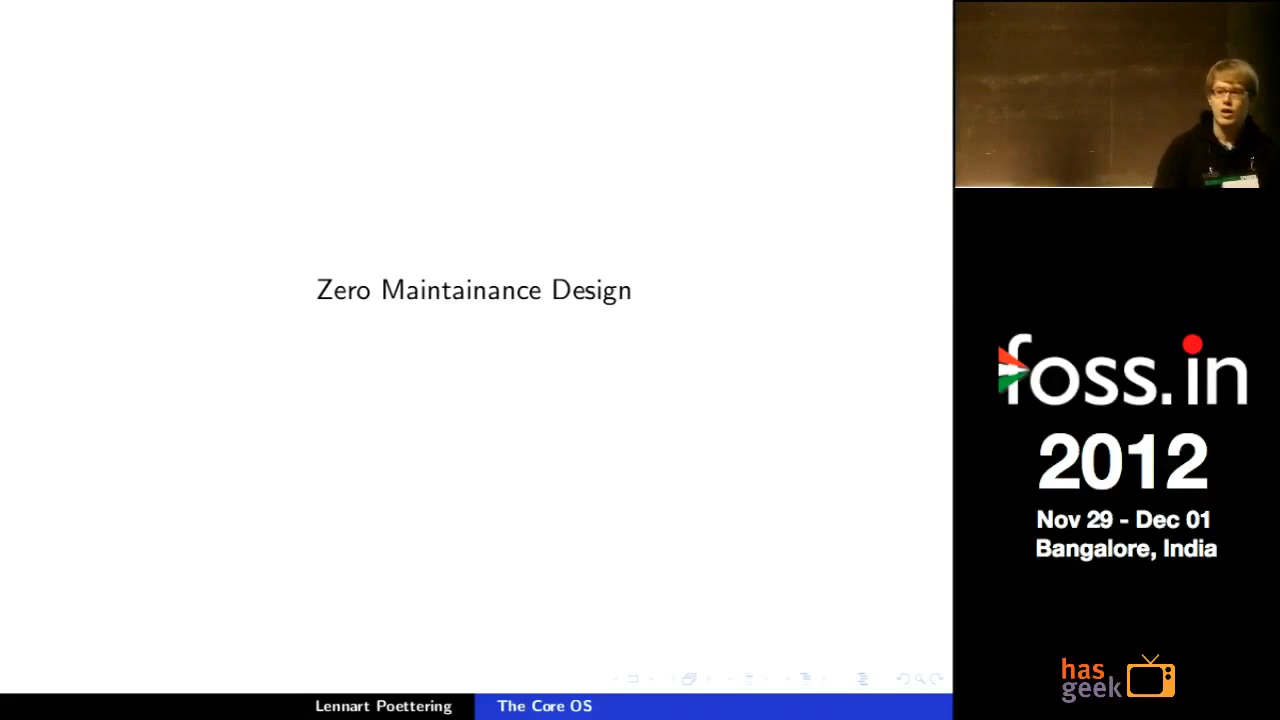 Zero Maintainance Design
foss.in
2012
Nov 29 - Dec 01
Bangalore, India
has
geek
Lennart Poettering
The Core OS